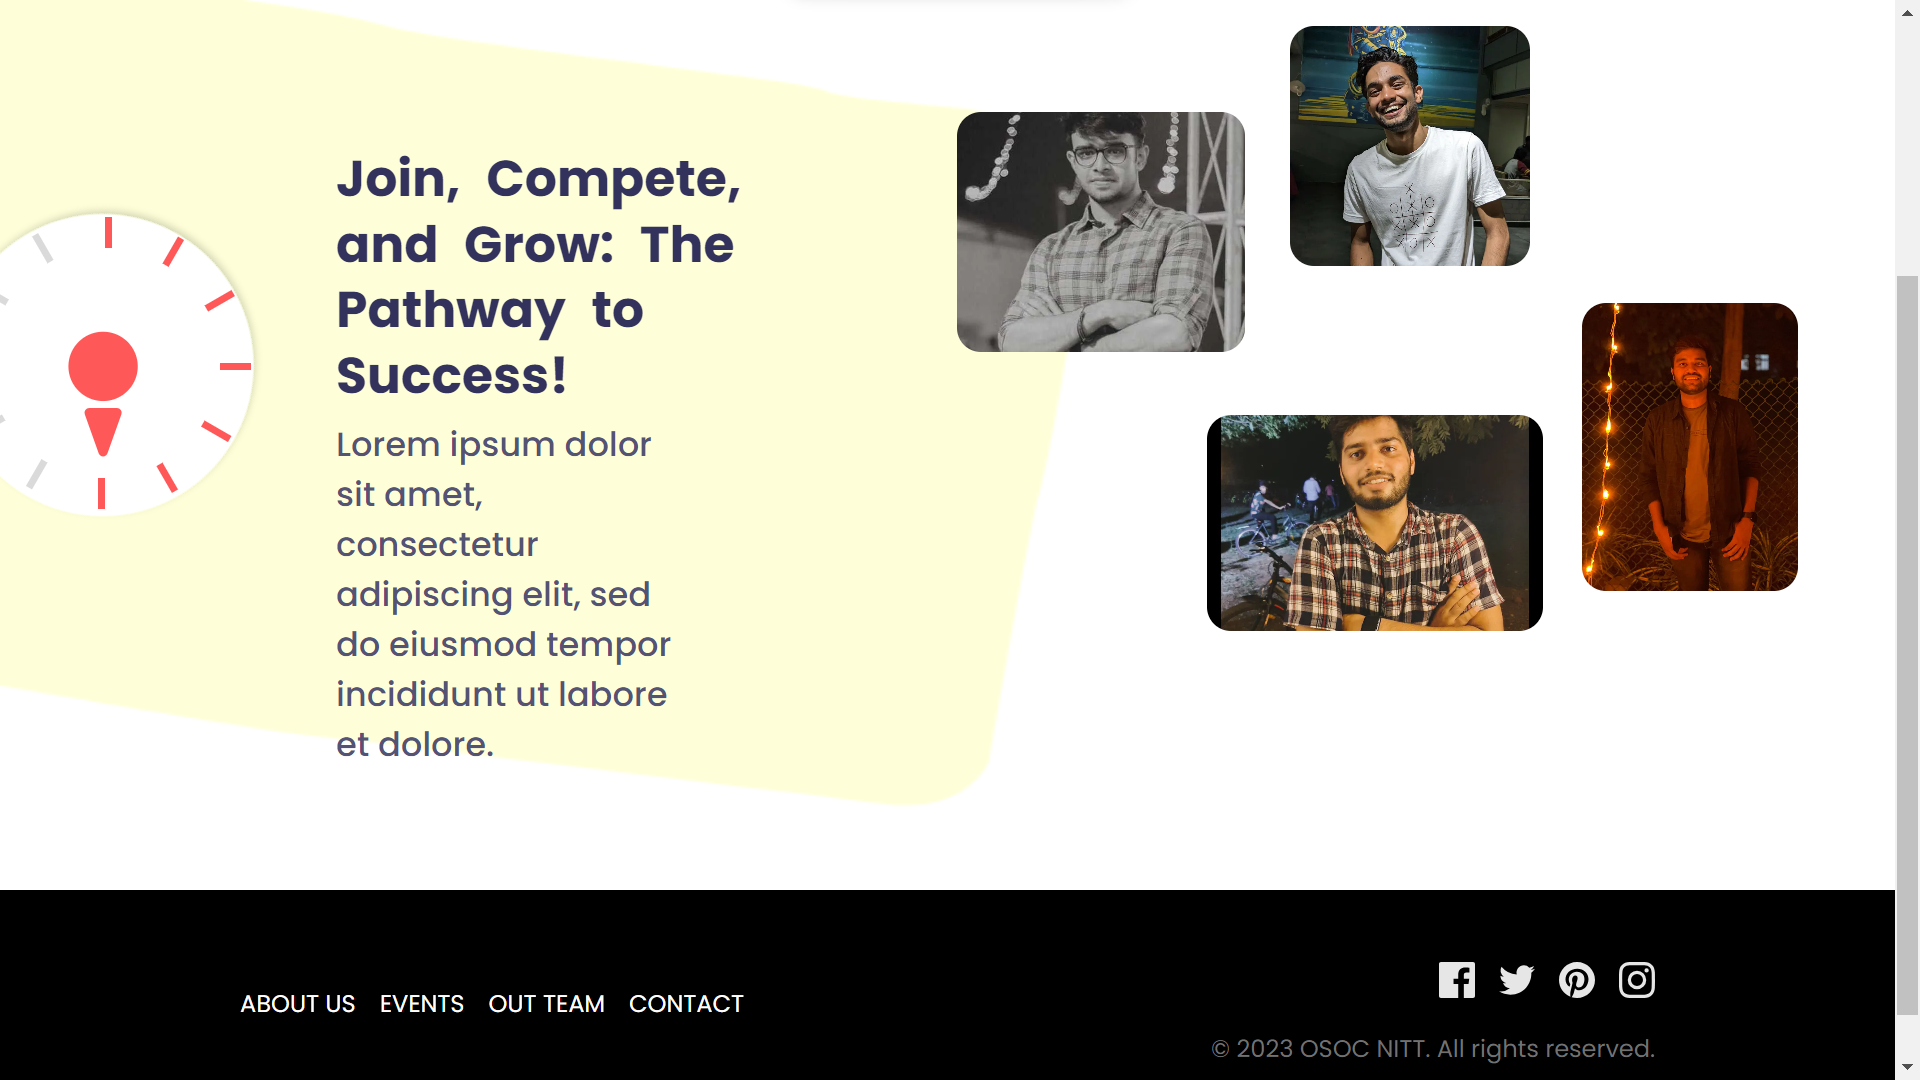 Join, Compete,
and Grow: The
Pathway to
Success!
Lorem ipsum dolor
sit amet,
consectetur
adipiscing elit, sed
do eiusmod tempor
incididunt ut labore
et dolore.
ABOUT US EVENTS OUT TEAM CONTACT
© 2023 OSOC NITT. All rights reserved.